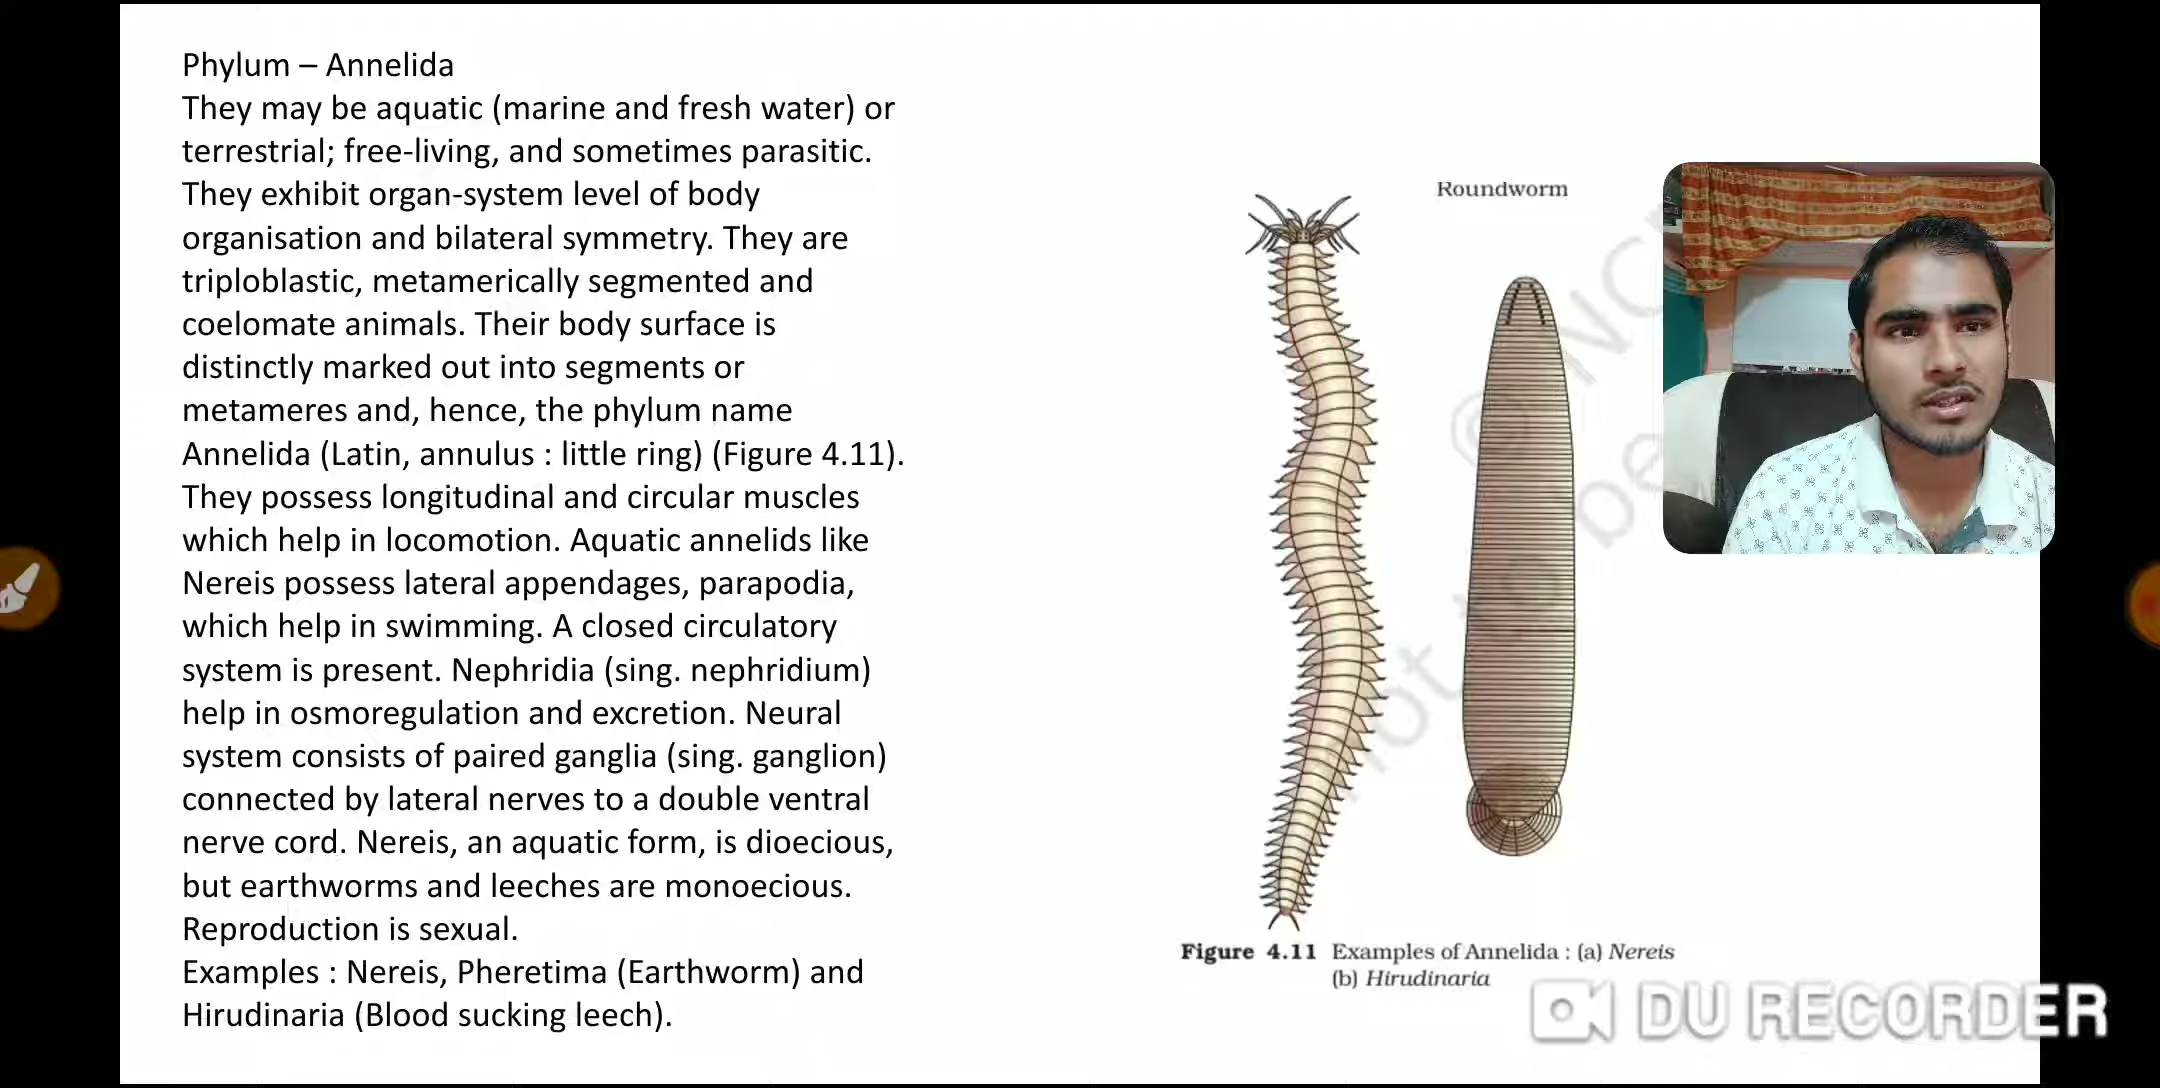 Phylum – Annelida
They may be aquatic (marine and fresh water) or
terrestrial; free-living, and sometimes parasitic.
They exhibit organ-system level of body
organisation and bilateral symmetry. They are
triploblastic, metamerically segmented and
coelomate animals. Their body surface is
distinctly marked out into segments or
metameres and, hence, the phylum name
Annelida (Latin, annulus : little ring) (Figure 4.11).
They possess longitudinal and circular muscles
which help in locomotion. Aquatic annelids like
Nereis possess lateral appendages, parapodia,
which help in swimming. A closed circulatory
system is present. Nephridia (sing. nephridium)
help in osmoregulation and excretion. Neural
system consists of paired ganglia (sing. ganglion)
connected by lateral nerves to a double ventral
nerve cord. Nereis, an aquatic form, is dioecious,
but earthworms and leeches are monoecious.
Reproduction is sexual.
Examples : Nereis, Pheretima (Earthworm) and
Hirudinaria (Blood sucking leech).
Roundworm
© NC
not to be
Figure 4.11 Examples of Annelida : (a) Nereis
(b) Hirudinaria
DU RECORDER